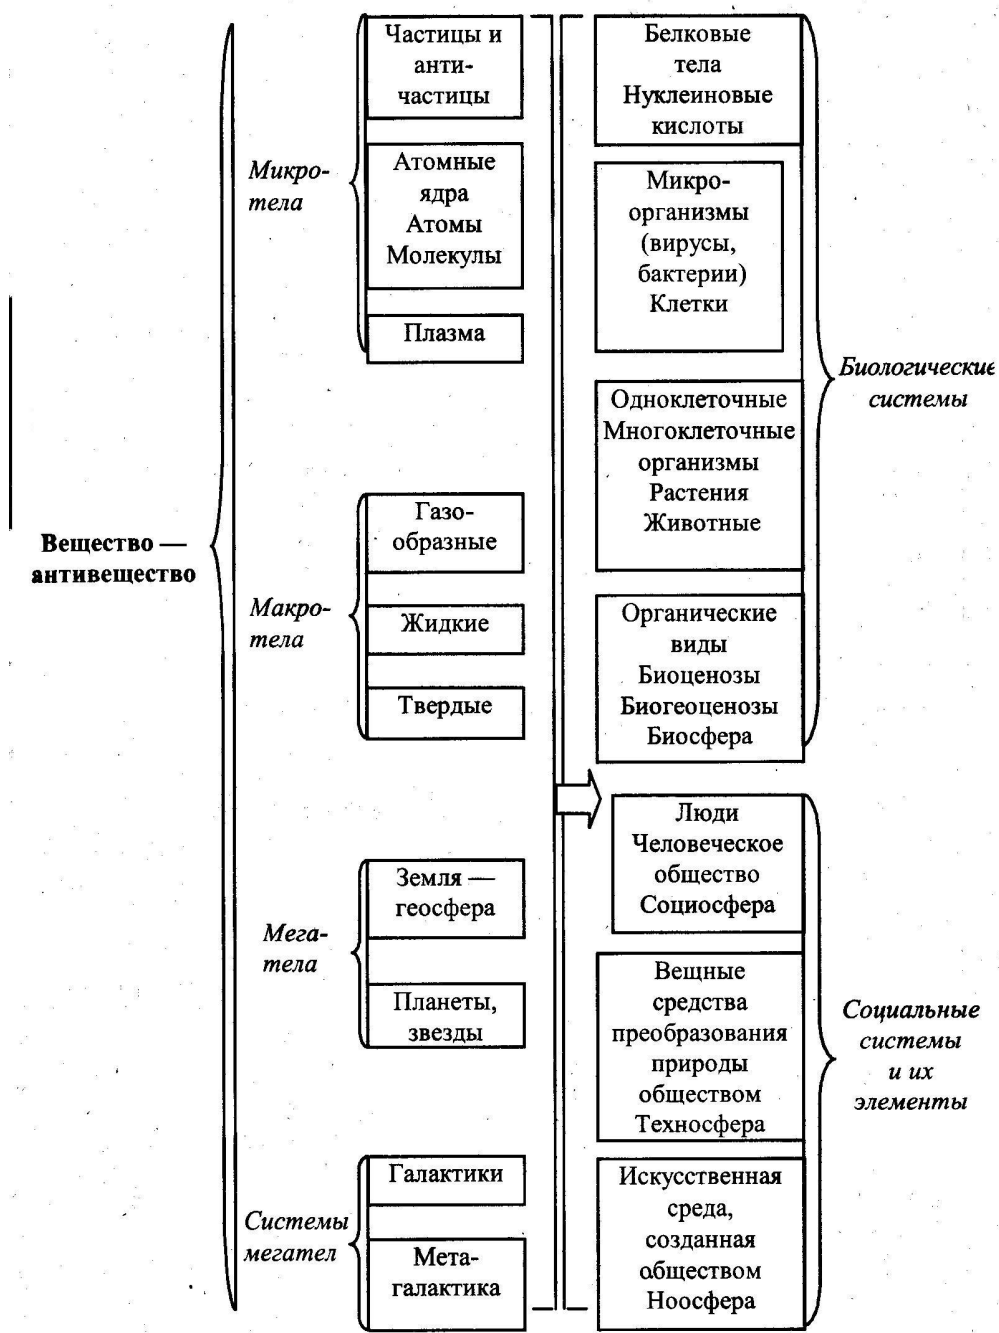 Вещество —
антивещество
Микро-
тела
Частицы и
анти-
частицы
Атомные
ядра
Атомы
Молекулы
Плазма
Макро-
тела
Газо-
образные
Жидкие
Твердые
Мега-
тела
Земля —
геосфера
Планеты,
звезды
Системы
мегател
Галактики
Мета-
галактика
Белковые
тела
Нуклеиновые
кислоты
Микро-
организмы
(вирусы,
бактерии)
Клетки
Одноклеточные
Многоклеточные
организмы
Растения
Животные
Органические
виды
Биоценозы
Биогеоценозы
Биосфера
Биологические
системы
Люди
Человеческое
общество
Социосфера
Вещные
средства
преобразования
природы
обществом
Техносфера
Искусственная
среда,
созданная
обществом
Ноосфера
Социальные
системы
и их
элементы